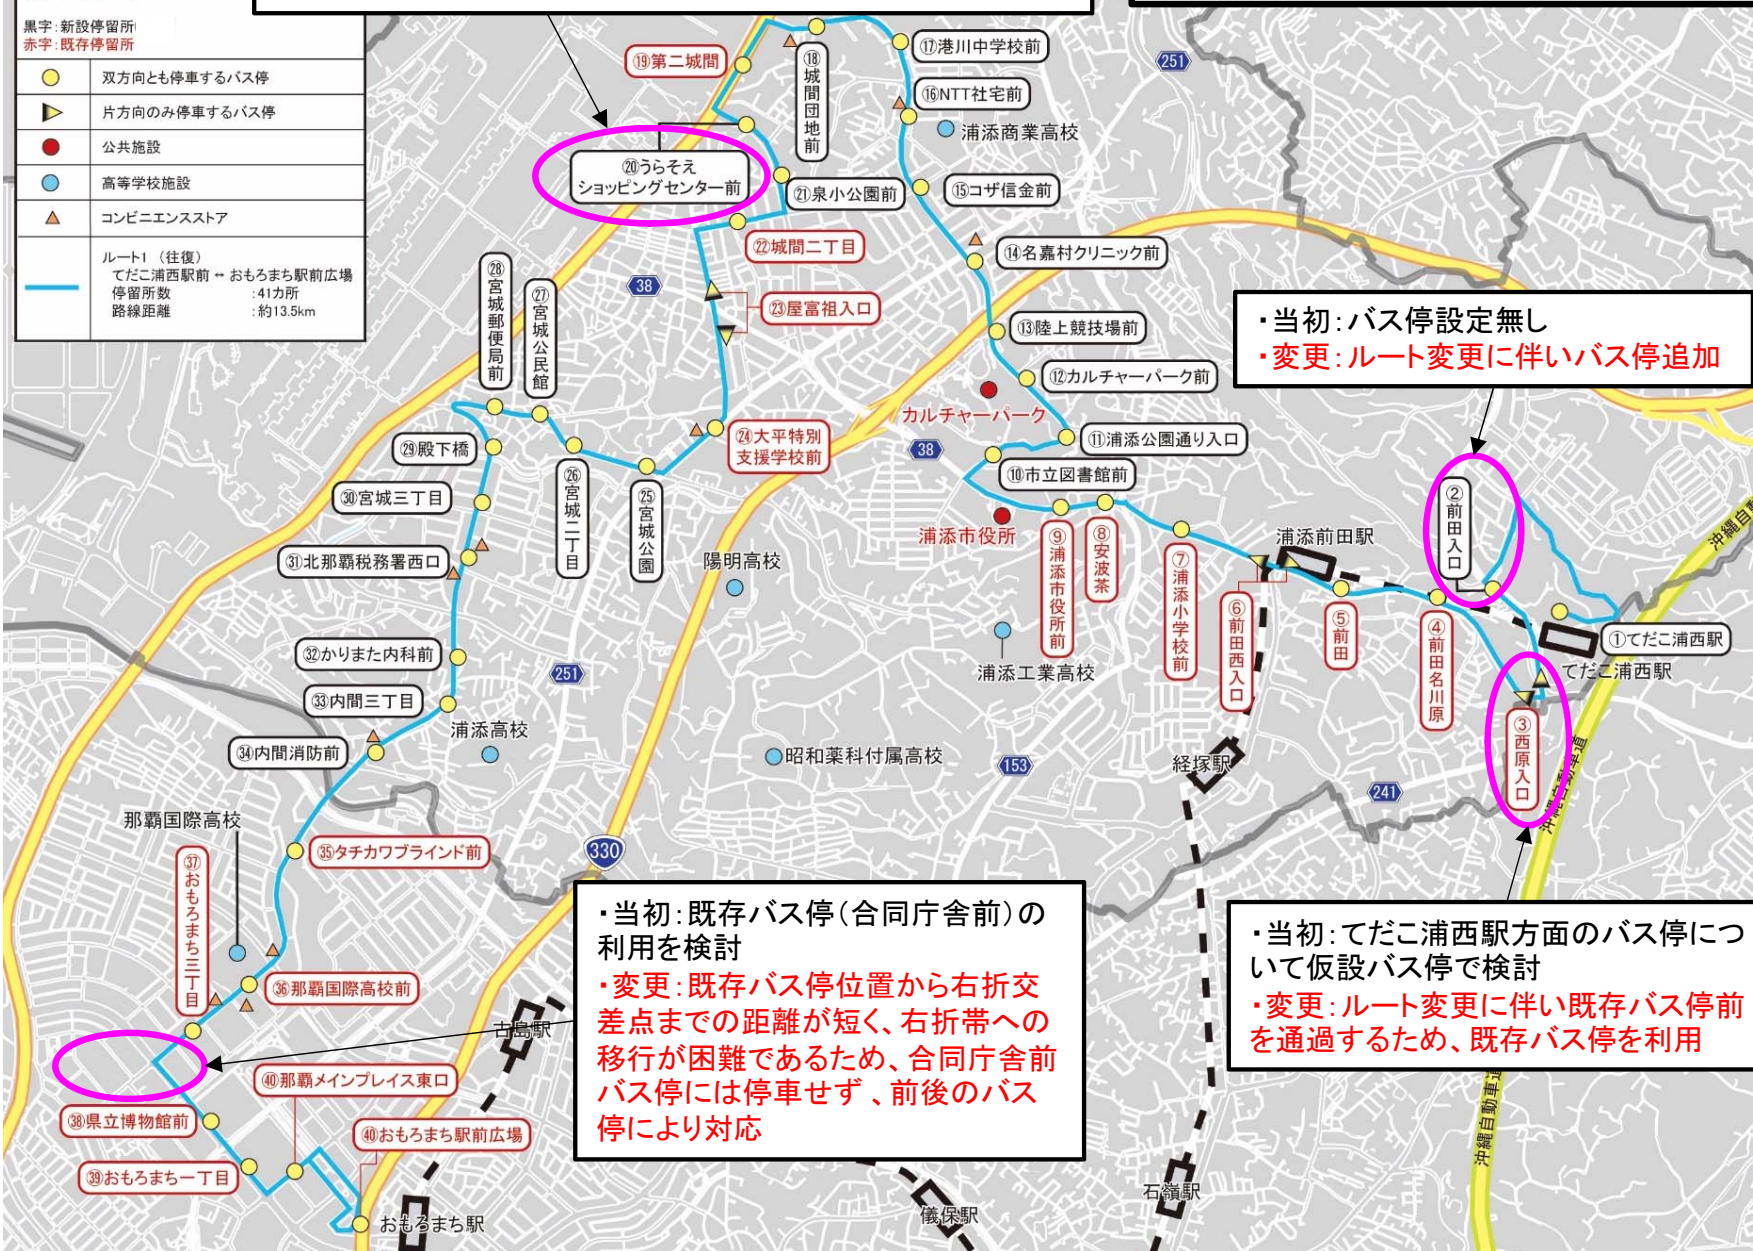 黒字：新設停留所
赤字：既存停留所
双方向とも停車するバス停
片方向のみ停車するバス停
公共施設
高等学校施設
コンビニエンスストア
ルート1 （往復）
てだこ浦西駅前 ↔ おもろまち駅前広場
停留所数 ：41カ所
路線距離 ：約13.5km
⑲第二城間
⑱城間団地前
⑰港川中学校前
251
⑯NTT社宅前
浦添商業高校
⑳うらそえ
ショッピングセンター前
㉑泉小公園前
⑮コザ信金前
㉒城間二丁目
⑭名嘉村クリニック前
38
㉓屋富祖入口
⑬陸上競技場前
㉘宮城郵便局前
㉗宮城公民館
・当初：バス停設定無し
・変更：ルート変更に伴いバス停追加
⑫カルチャーパーク前
カルチャーパーク
㉔大平特別
支援学校前
38
⑪浦添公園通り入口
㉙殿下橋
⑩市立図書館前
㉚宮城三丁目
㉖宮城二丁目
㉕宮城公園
浦添市役所
⑨浦添市役所前
⑧安波茶
⑦浦添小学校前
浦添前田駅
②前田入口
沖縄自動
㉛北那覇税務署西口
陽明高校
⑥前田西入口
⑤前田
④前田名川原
①てだこ浦西駅
てだこ浦西駅
㉜かりまた内科前
251
浦添工業高校
㉝内間三丁目
浦添高校
③西原入口
㉞内間消防前
昭和薬科付属高校
153
経塚駅
241
沖縄自動車道
那覇国際高校
㉟タチカワブラインド前
330
㊲おもろまち三丁目
・当初：既存バス停（合同庁舎前）の
利用を検討
・変更：既存バス停位置から右折交
差点までの距離が短く、右折帯への
移行が困難であるため、合同庁舎前
バス停には停車せず 、前後のバス
停により対応
・当初：てだこ浦西駅方面のバス停につ
いて仮設バス停で検討
・変更：ルート変更に伴い既存バス停前
を通過するため、既存バス停を利用
㊱那覇国際高校前
古島駅
㊵那覇メインプレイス東口
㊳県立博物館前
㊵おもろまち駅前広場
㊴おもろまち一丁目
沖縄自動車道
石嶺駅
儀保駅
おもろまち駅